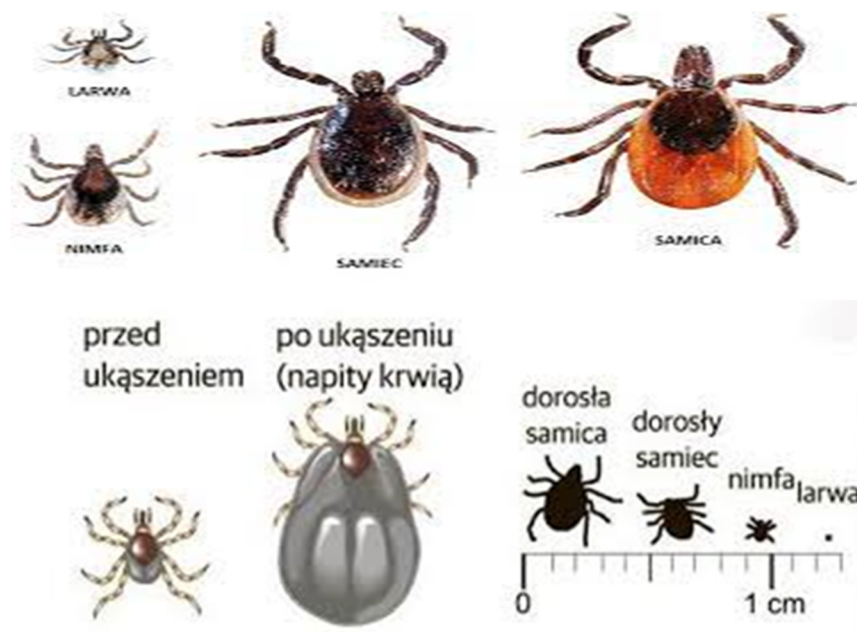 LARWA
NIMFA
SAMIEC
SAMICA
przed
ukąszeniem
po ukąszeniu
(napity krwią)
dorosła
samica
dorosły
samiec
nimfa
larwa
0
1 cm